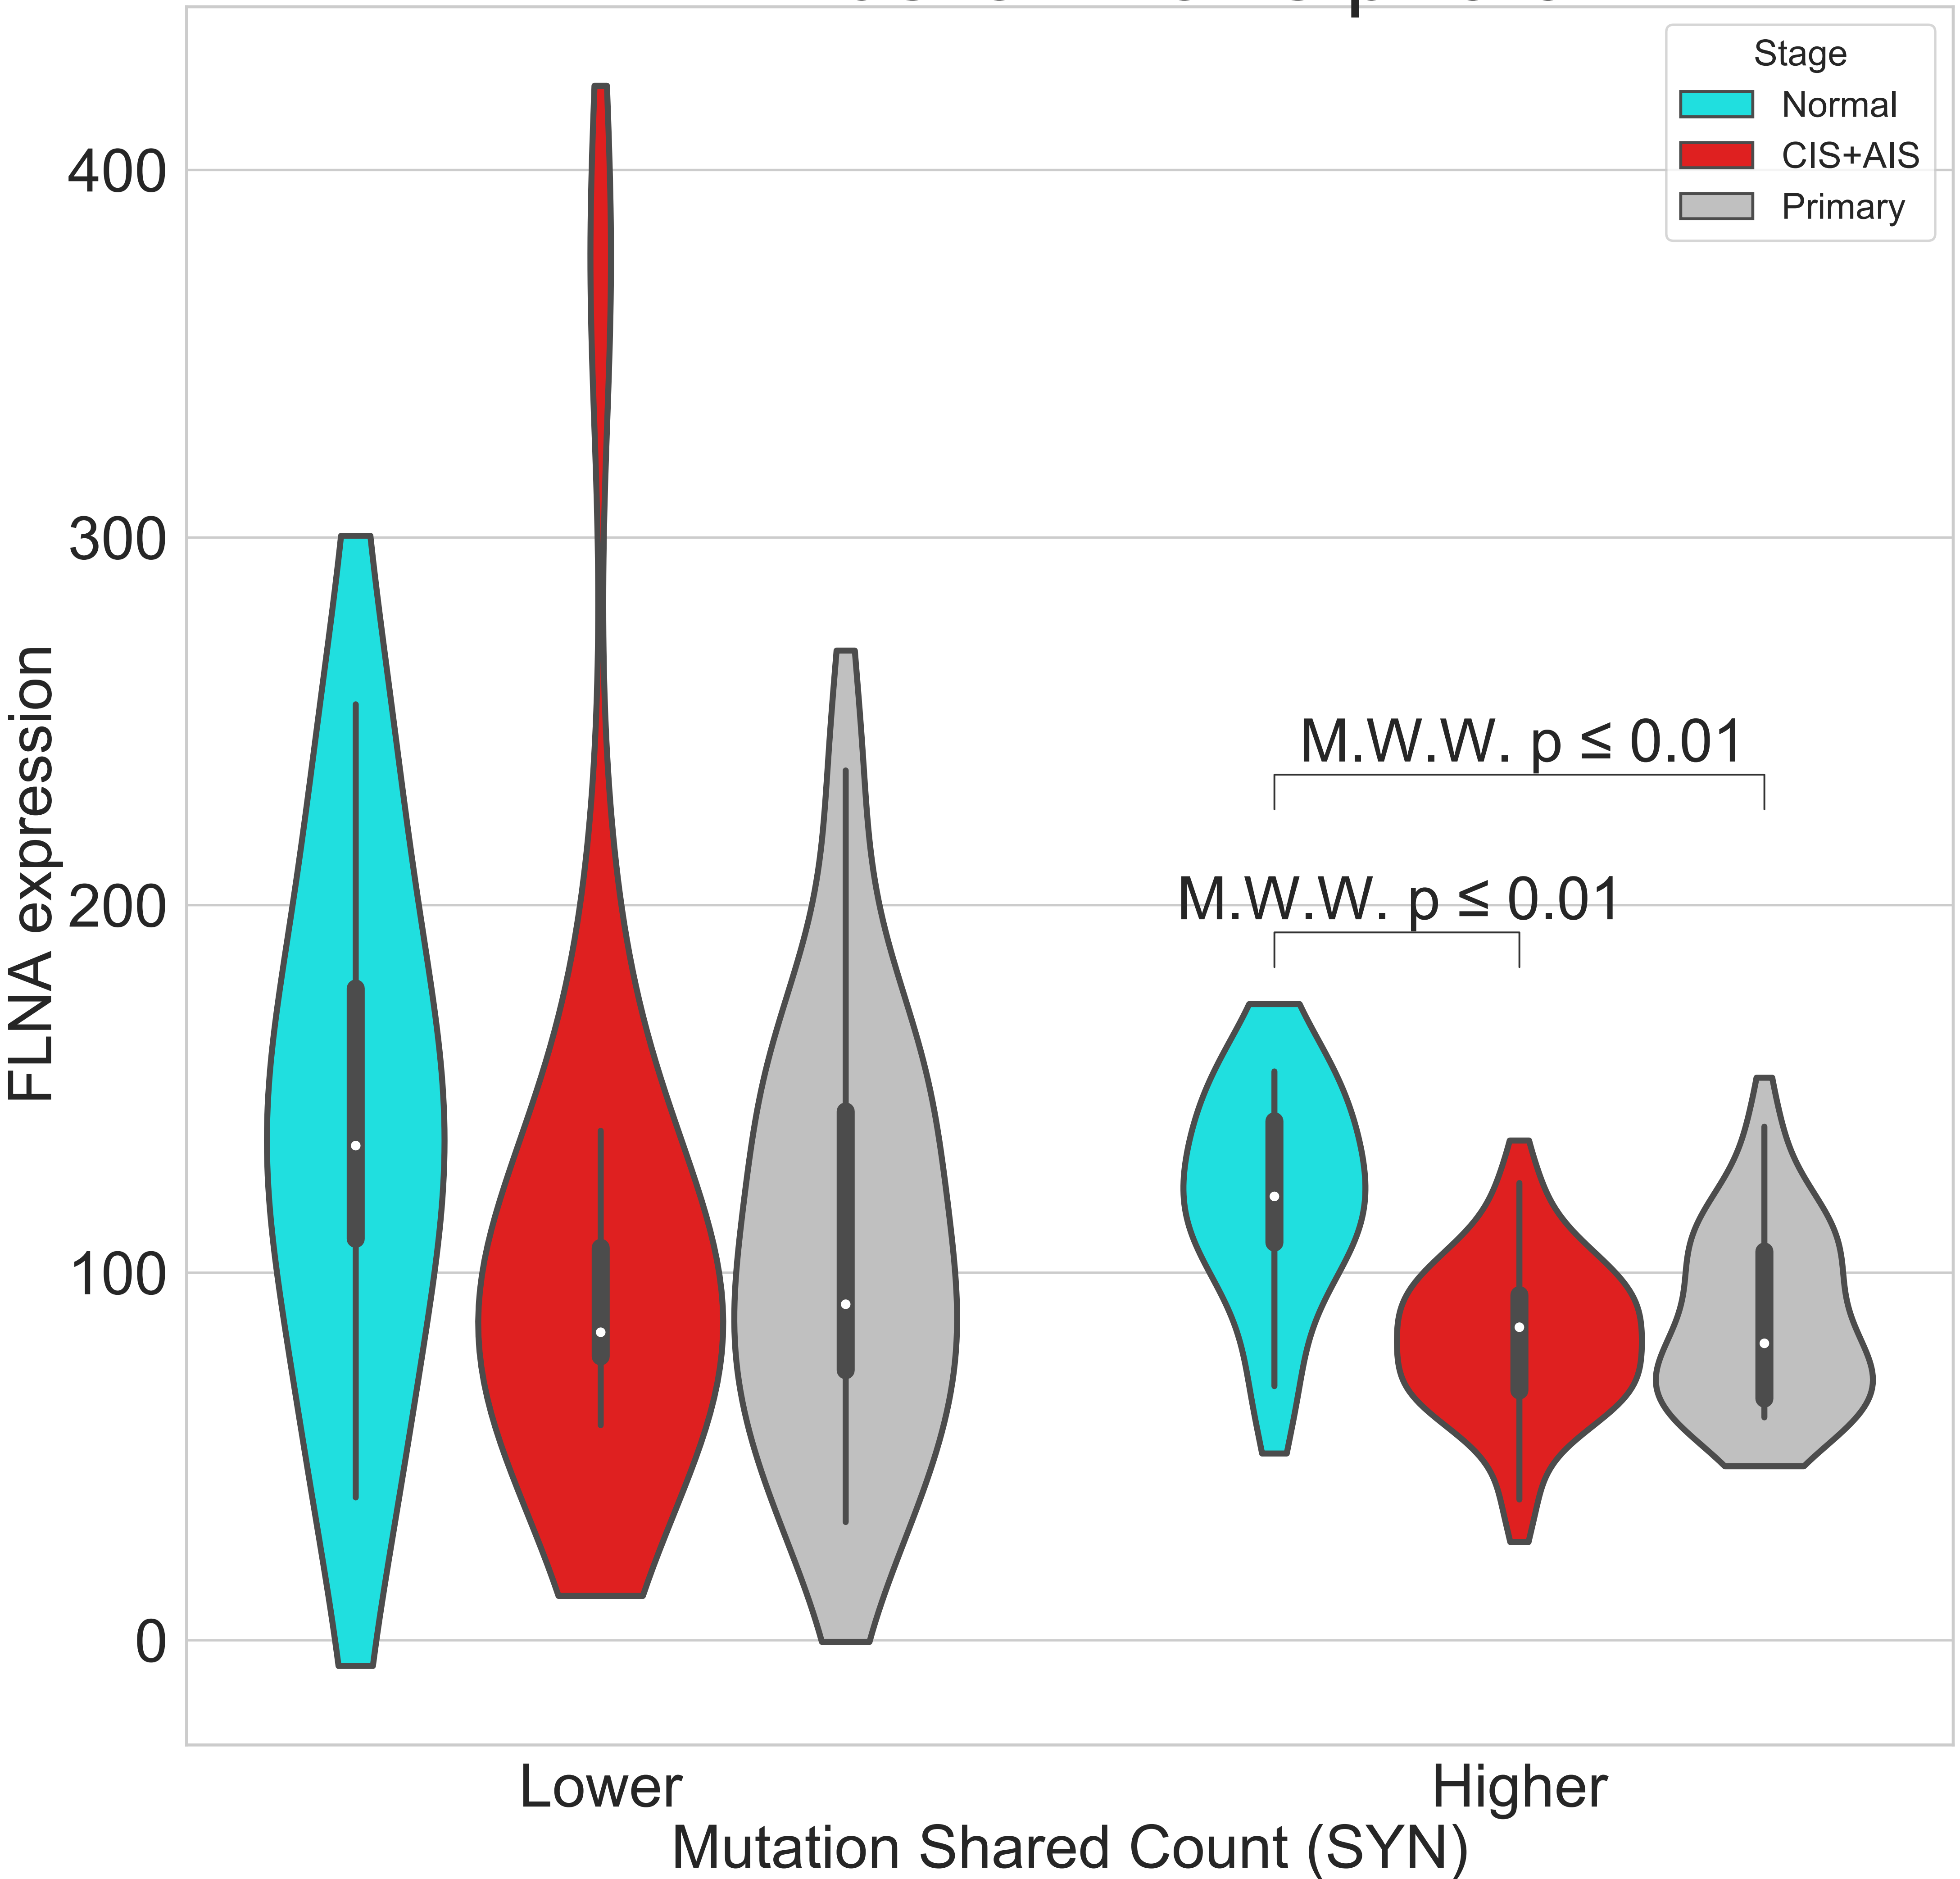 Stage
Normal
CIS+AIS
Primary
400
300
200
100
0
FLNA expression
M.W.W. p ≤ 0.01
M.W.W. p ≤ 0.01
Lower
Higher
Mutation Shared Count (SYN)